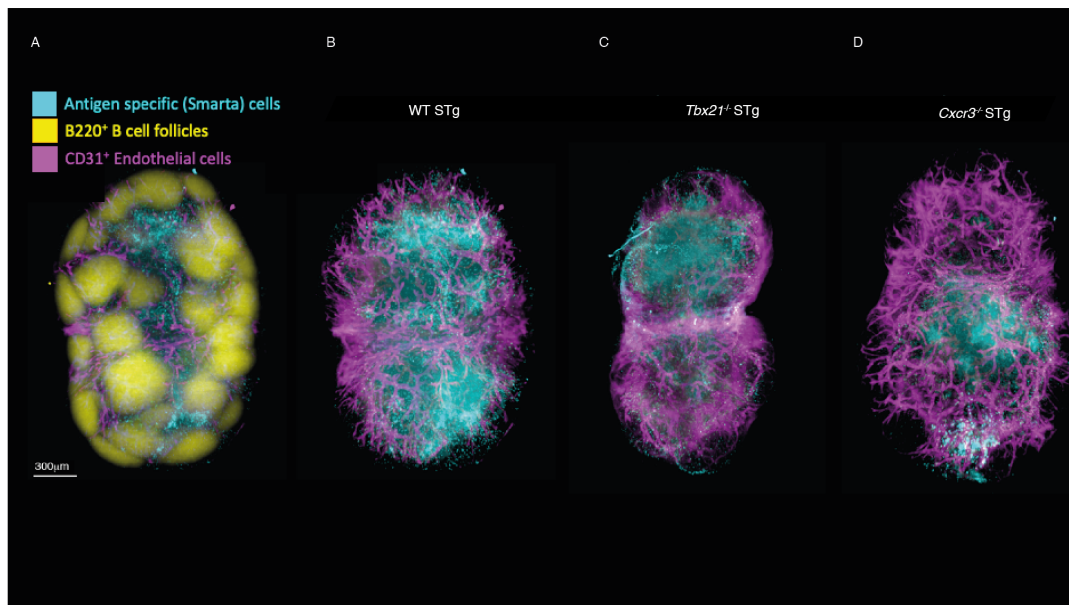 A
B
C
D
Antigen specific (Smarta) cells
B220⁺ B cell follicles
CD31⁺ Endothelial cells
WT STg
Tbx21⁻/⁻ STg
Cxcr3⁻/⁻ STg
300μm